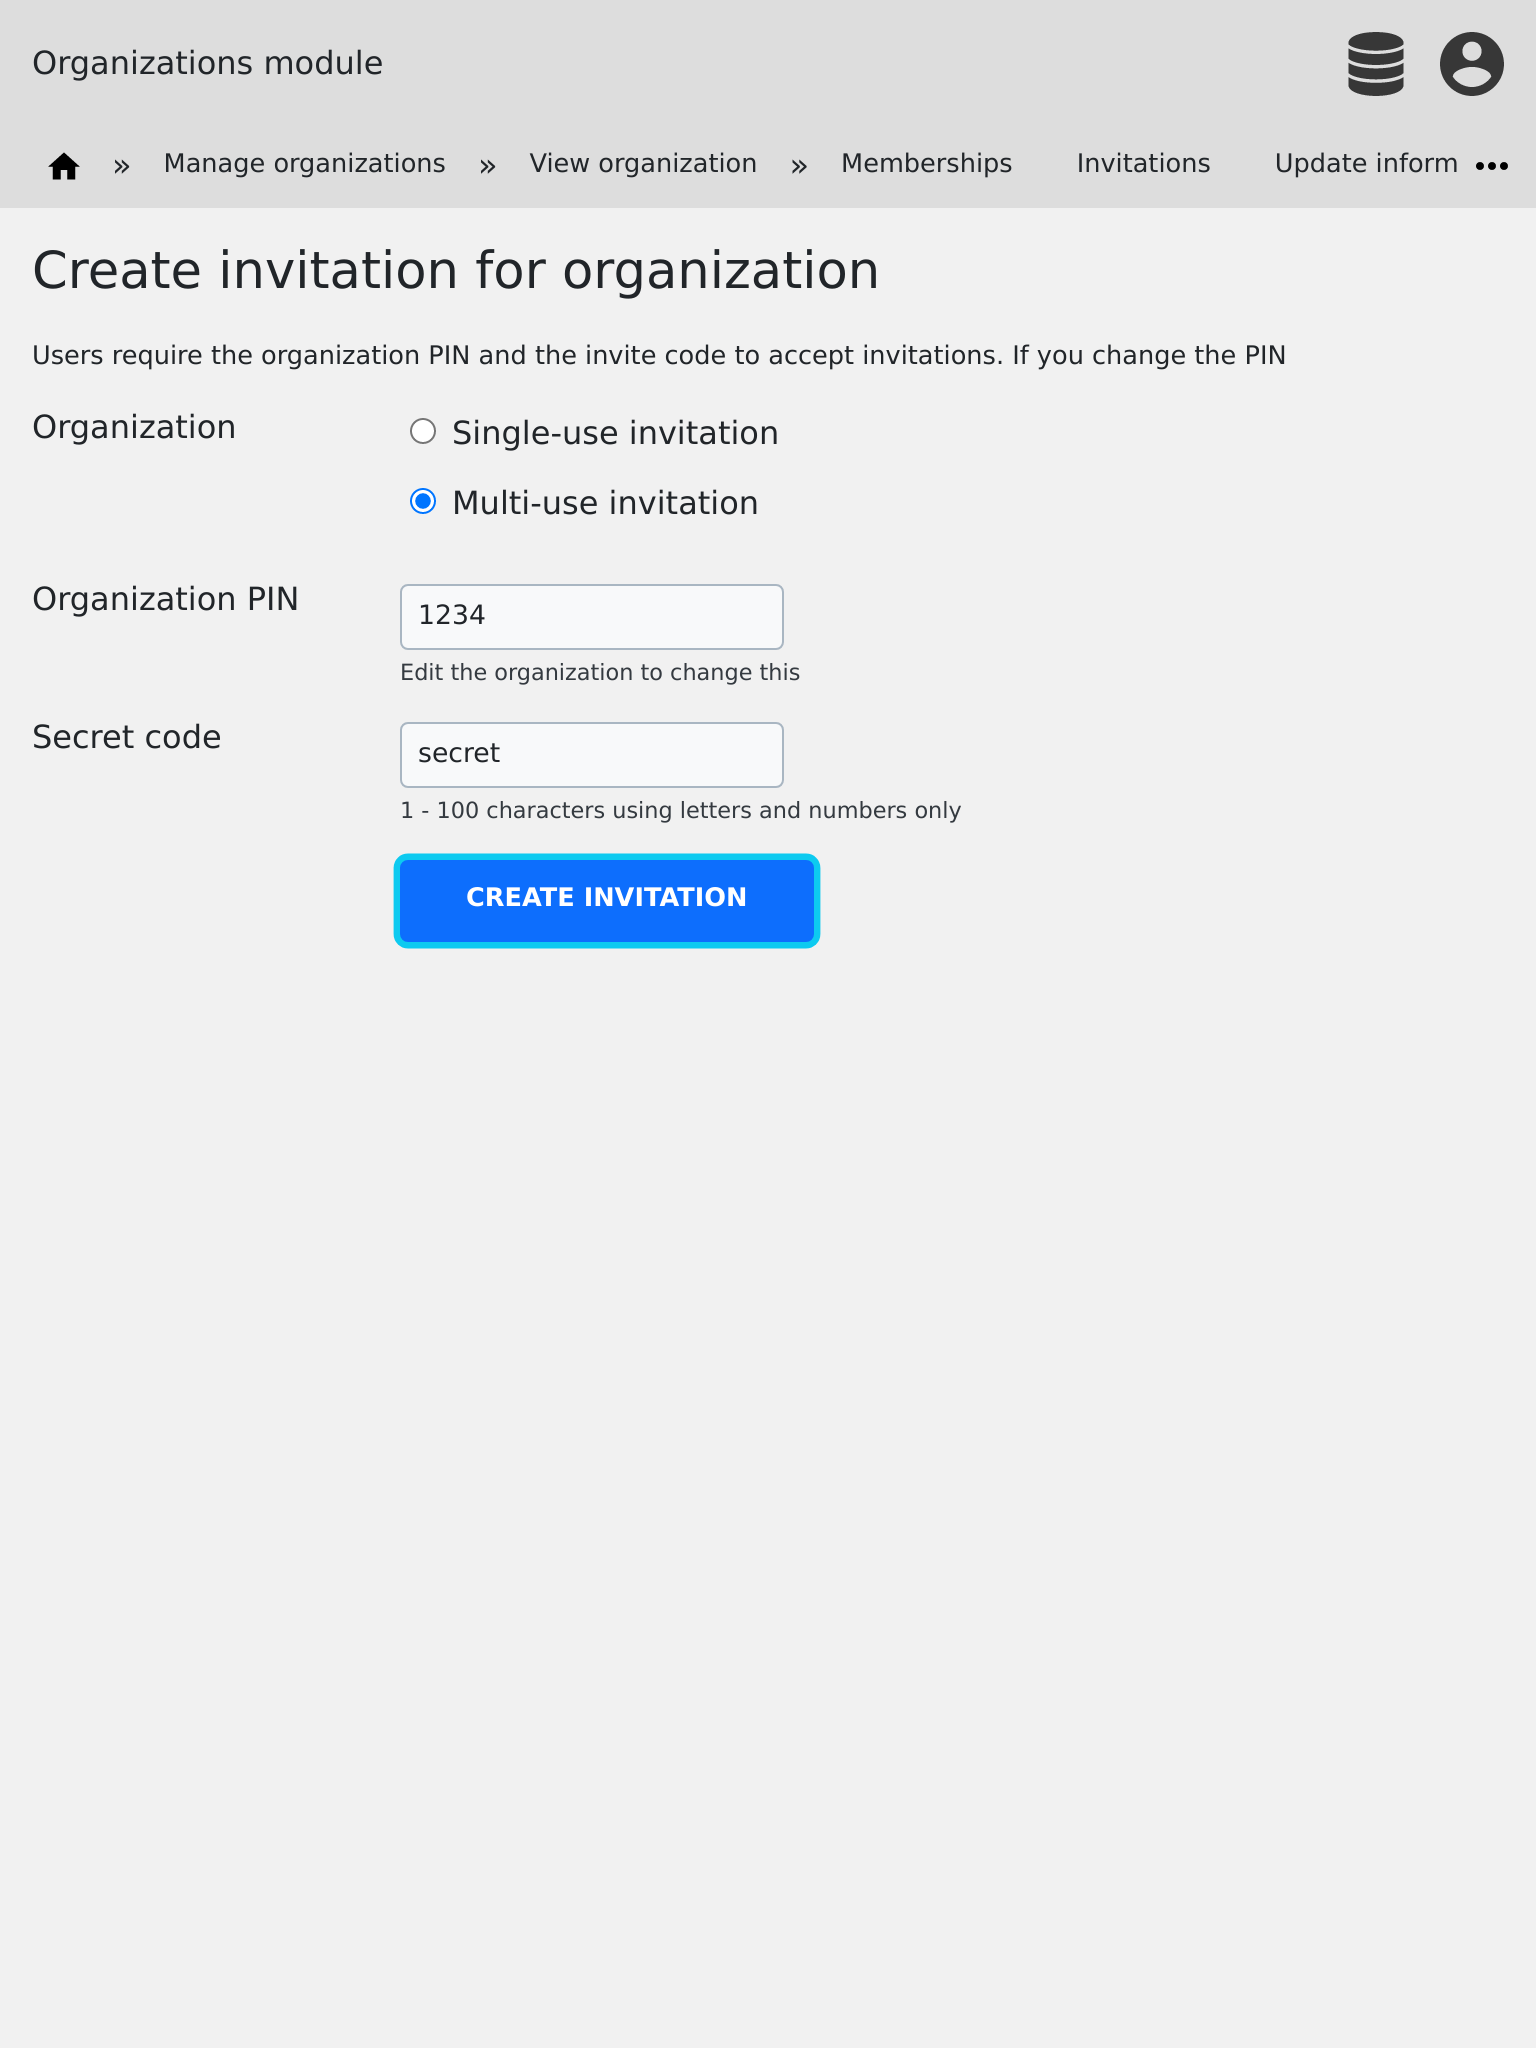 Organizations module
» Manage organizations » View organization » Memberships Invitations Update inform
Create invitation for organization
Users require the organization PIN and the invite code to accept invitations. If you change the PIN
Organization
Single-use invitation
Multi-use invitation
Organization PIN
1234
Edit the organization to change this
Secret code
secret
1 - 100 characters using letters and numbers only
CREATE INVITATION